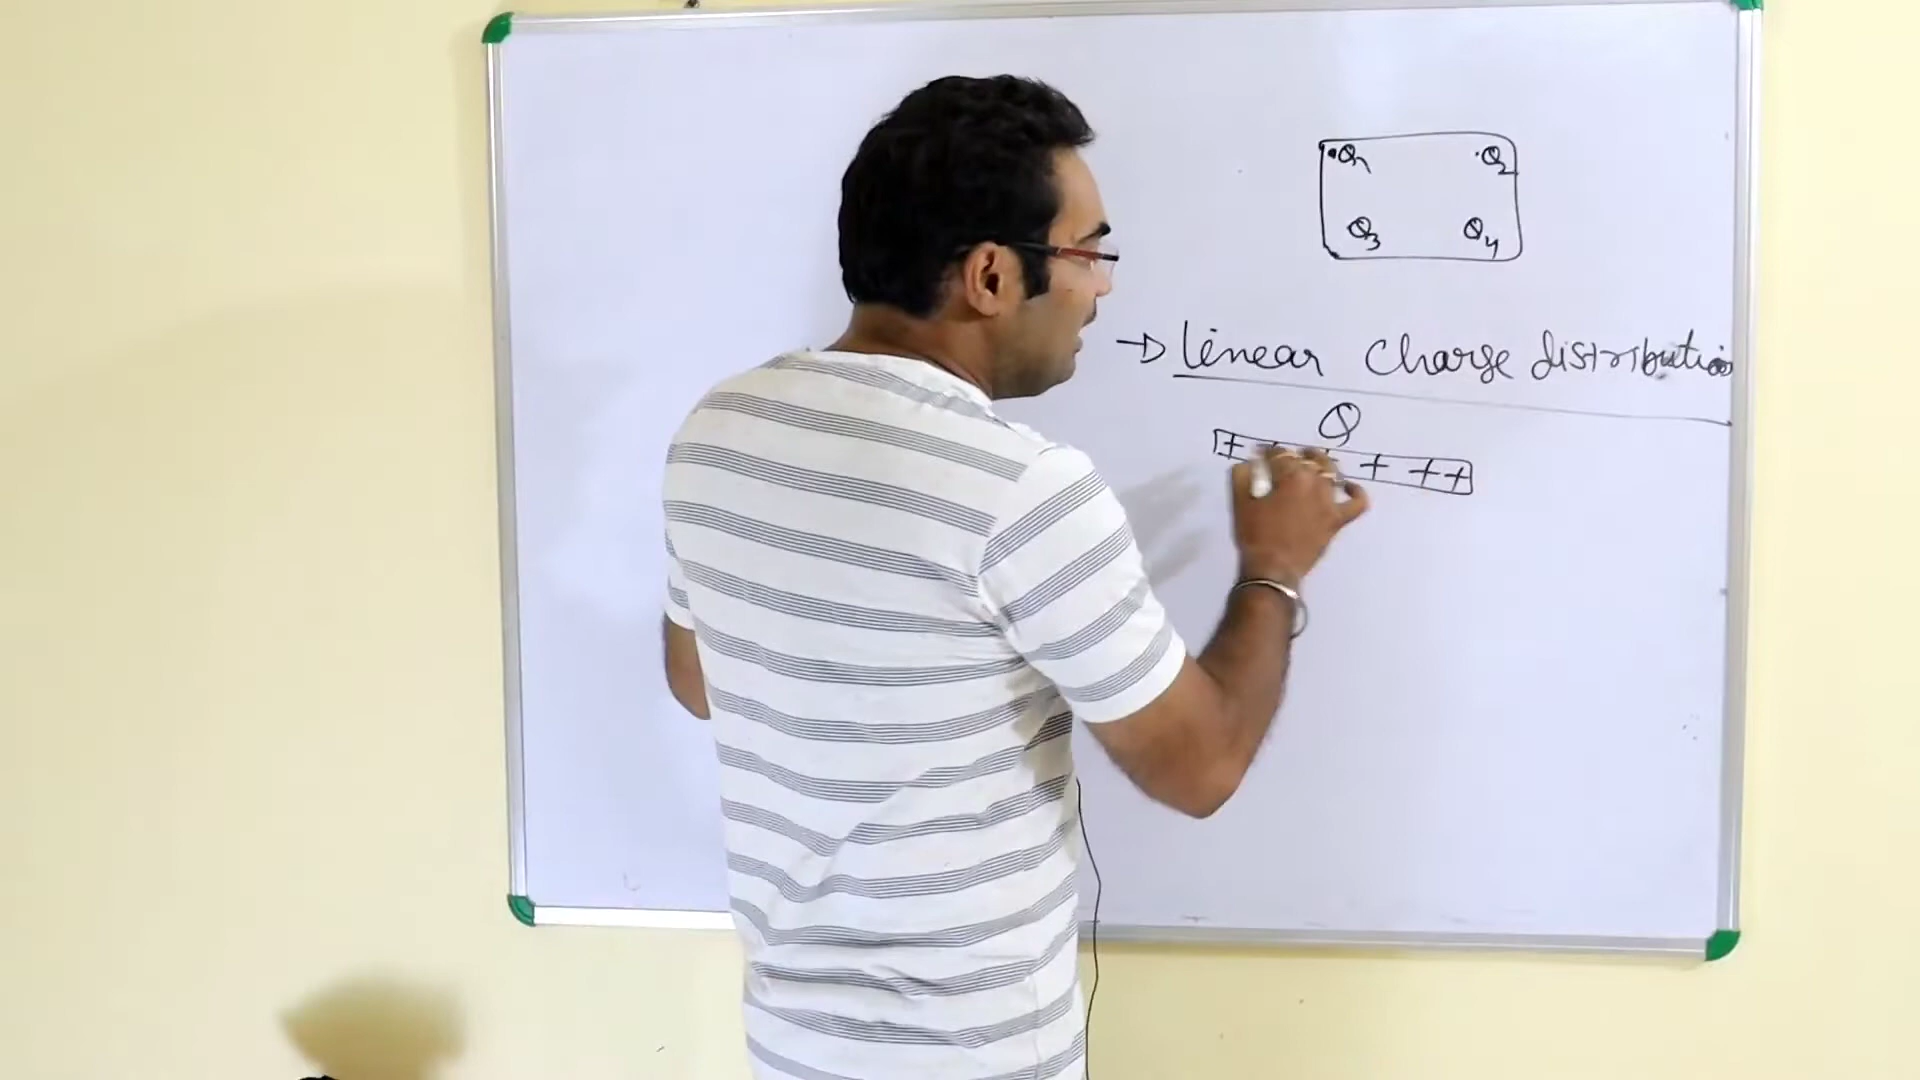 Q1 Q2
Q3 Q4
→ Linear Charge distribution
Q
+ + ++